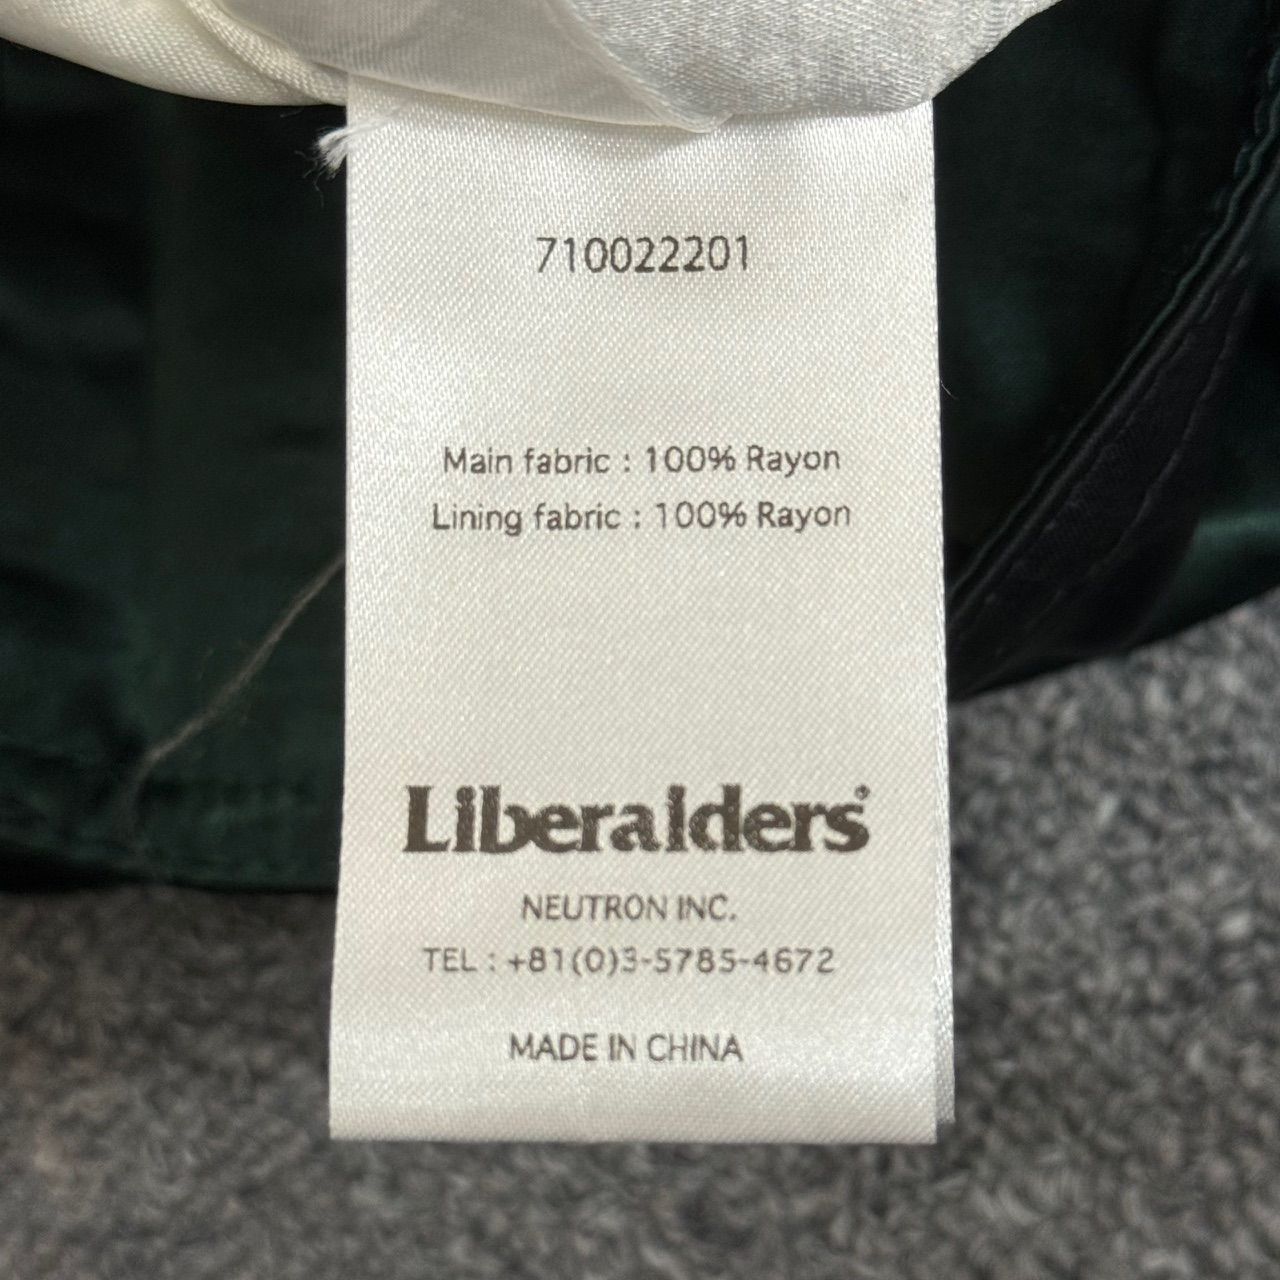 710022201
Main fabric : 100% Rayon
Lining fabric : 100% Rayon
Liberaiders®
NEUTRON INC.
TEL : +81(0)3-5785-4672
MADE IN CHINA